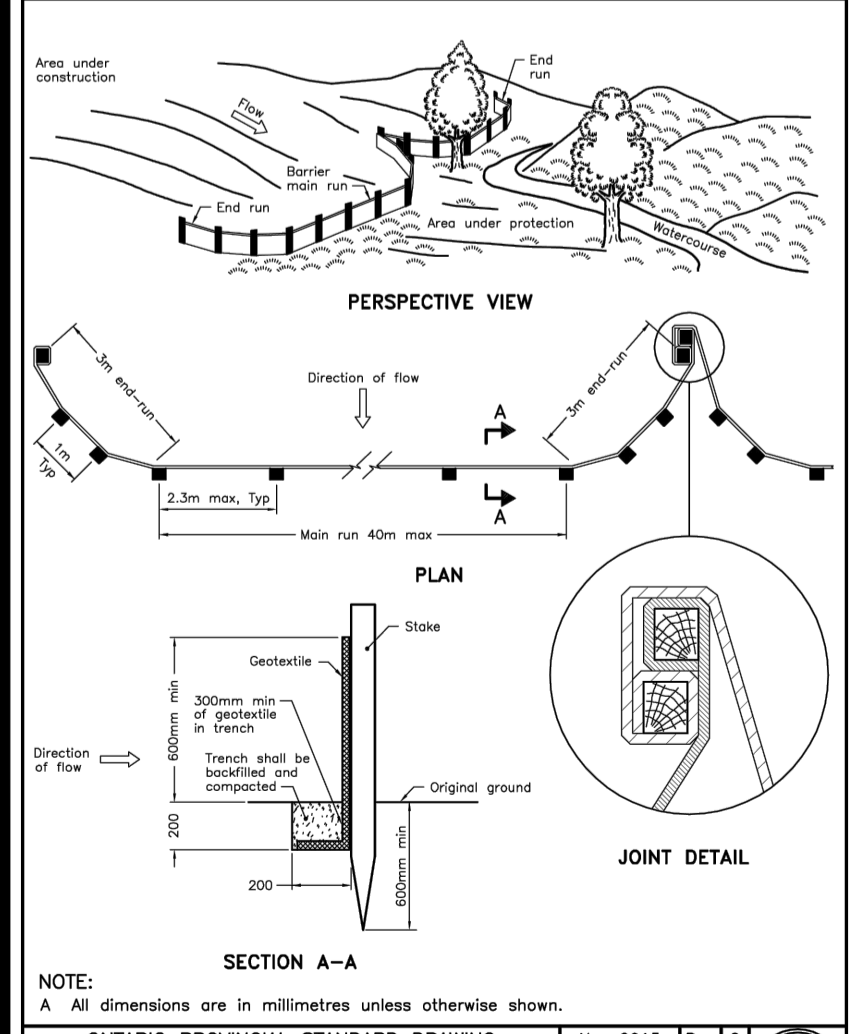 Area under
construction
Flow
End
run
Barrier
main run
End run
Area under protection
Watercourse
PERSPECTIVE VIEW
3m end-run
Direction of flow
3m end-run
1m
Typ
A
A
2.3m max, Typ
Main run 40m max
PLAN
Stake
Geotextile
600mm min
300mm min
of geotextile
in trench
Direction
of flow
Trench shall be
backfilled and
compacted
Original ground
200
200
600mm min
JOINT DETAIL
SECTION A-A
NOTE:
A All dimensions are in millimetres unless otherwise shown.